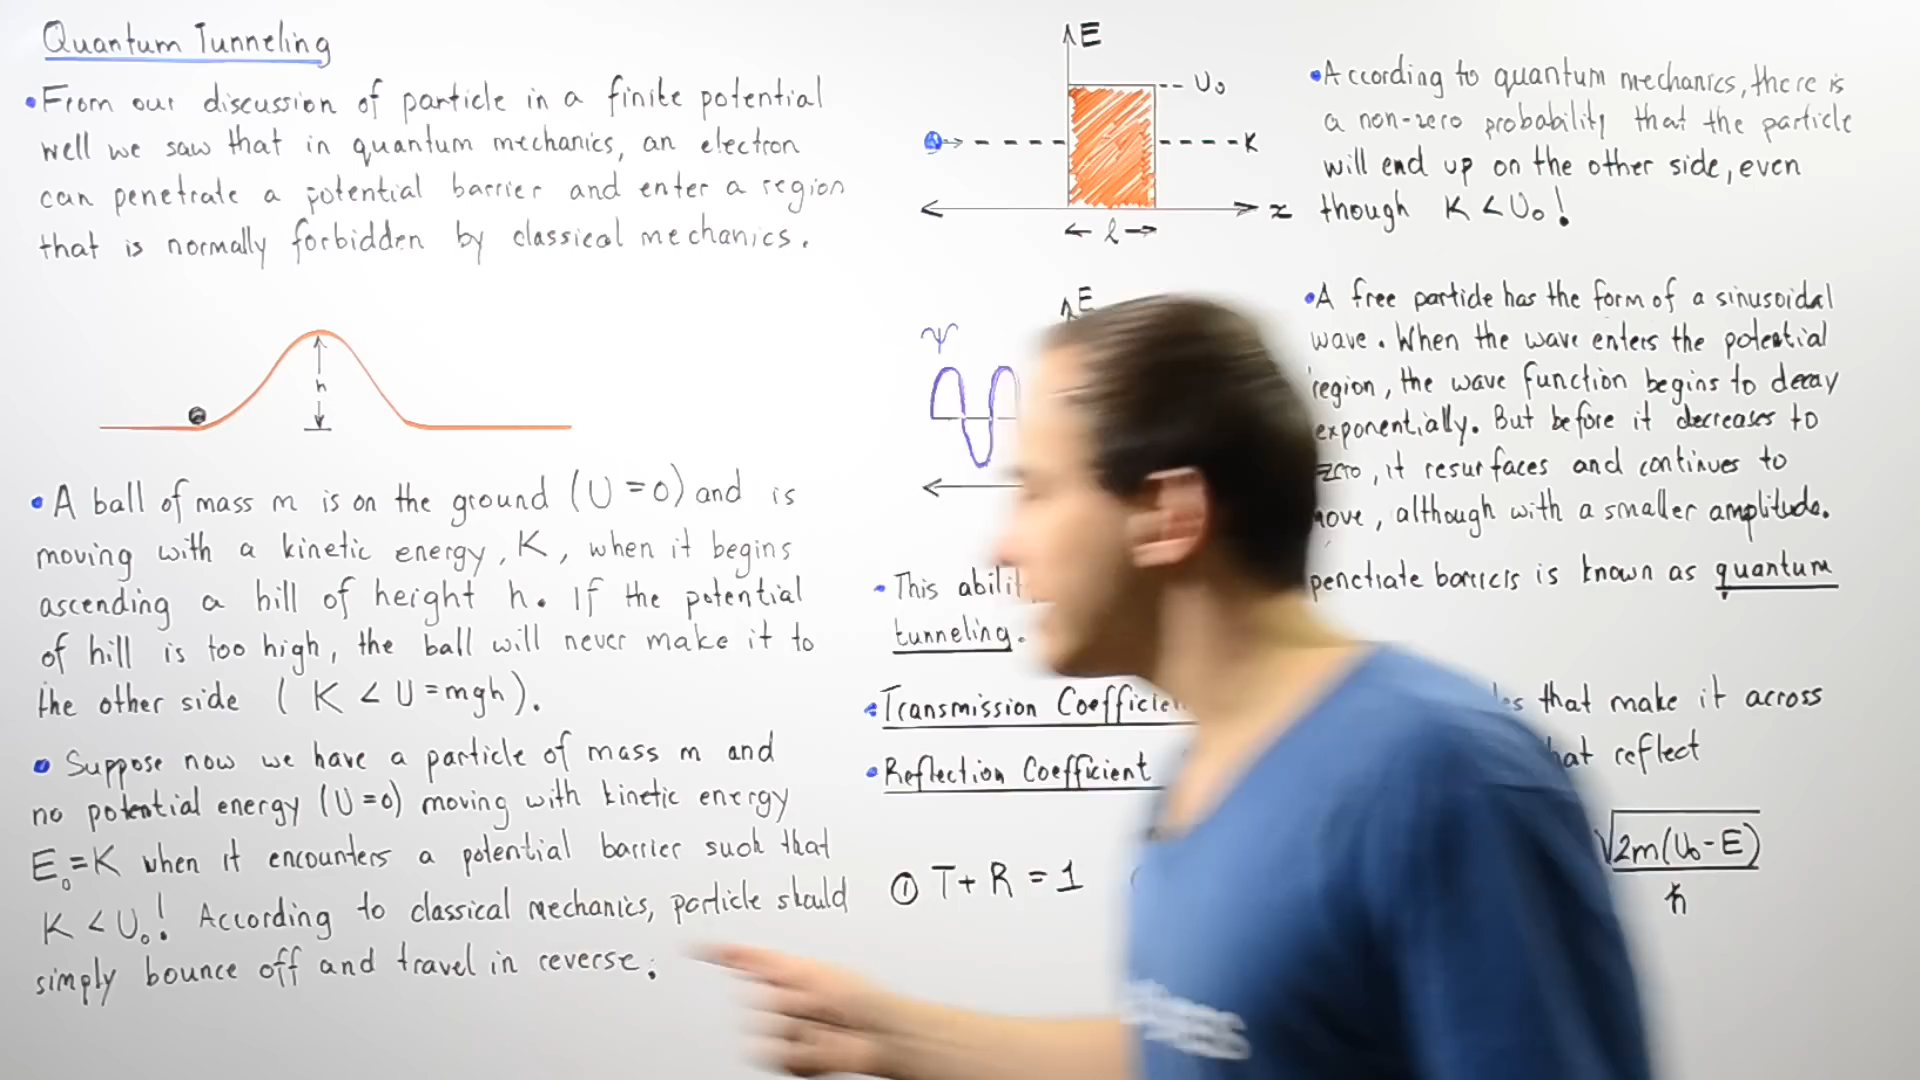 Quantum Tunneling
• From our discussion of particle in a finite potential
well we saw that in quantum mechanics, an electron
can penetrate a potential barrier and enter a region
that is normally forbidden by classical mechanics.
h
• A ball of mass m is on the ground (U=0) and is
moving with a kinetic energy, K, when it begins
ascending a hill of height h. If the potential
of hill is too high, the ball will never make it to
the other side (K < U = mgh).
• Suppose now we have a particle of mass m and
no potential energy (U=0) moving with kinetic energy
E₀=K when it encounters a potential barrier such that
K < U₀! According to classical mechanics, particle should
simply bounce off and travel in reverse.
E
U₀
K
x
l
E
ψ
• According to quantum mechanics, there is
a non-zero probability that the particle
will end up on the other side, even
though K < U₀!
• A free particle has the form of a sinusoidal
wave. When the wave enters the potential
region, the wave function begins to decay
exponentially. But before it decreases to
zero, it resurfaces and continues to
move, although with a smaller amplitude.
• This penetrate barriers is known as quantum
tunneling.
• Transmission Coefficient that make it across
• Reflection Coefficient that reflect
① T + R = 1
√2m(U₀-E)
ħ